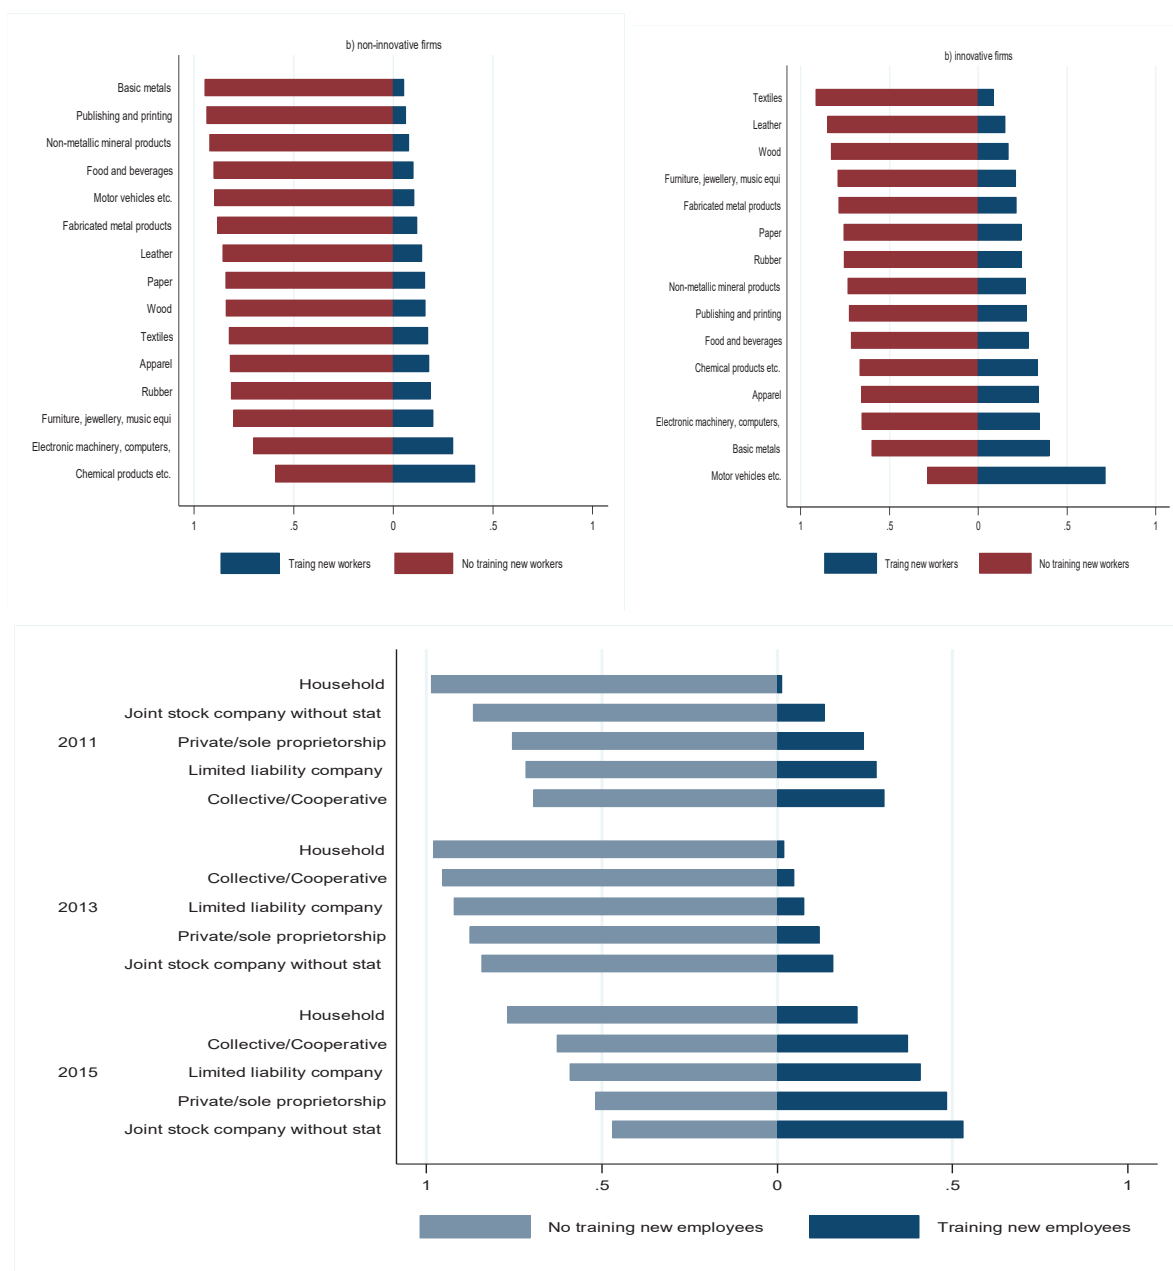 b) non-innovative firms
Basic metals
Publishing and printing
Non-metallic mineral products
Food and beverages
Motor vehicles etc.
Fabricated metal products
Leather
Paper
Wood
Textiles
Apparel
Rubber
Furniture, jewellery, music equi
Electronic machinery, computers,
Chemical products etc.
1 .5 0 .5 1
Traing new workers No training new workers
b) innovative firms
Textiles
Leather
Wood
Furniture, jewellery, music equi
Fabricated metal products
Paper
Rubber
Non-metallic mineral products
Publishing and printing
Food and beverages
Chemical products etc.
Apparel
Electronic machinery, computers,
Basic metals
Motor vehicles etc.
1 .5 0 .5 1
Traing new workers No training new workers
Household
Joint stock company without stat
2011 Private/sole proprietorship
Limited liability company
Collective/Cooperative
Household
Collective/Cooperative
2013 Limited liability company
Private/sole proprietorship
Joint stock company without stat
Household
Collective/Cooperative
2015 Limited liability company
Private/sole proprietorship
Joint stock company without stat
1 .5 0 .5 1
No training new employees Training new employees